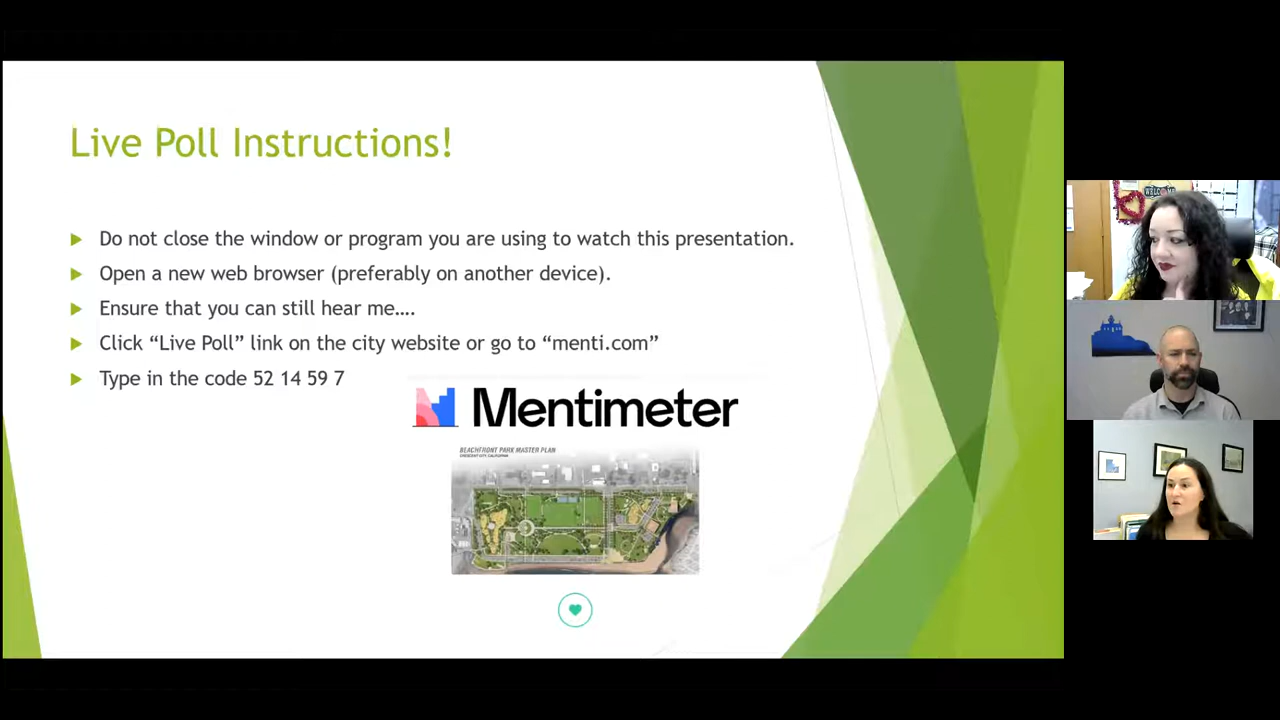 Live Poll Instructions!
Do not close the window or program you are using to watch this presentation.
Open a new web browser (preferably on another device).
Ensure that you can still hear me....
Click “Live Poll” link on the city website or go to “menti.com”
Type in the code 52 14 59 7
Mentimeter
BEACHFRONT PARK MASTER PLAN
CRESCENT CITY, CALIFORNIA
WELCOME